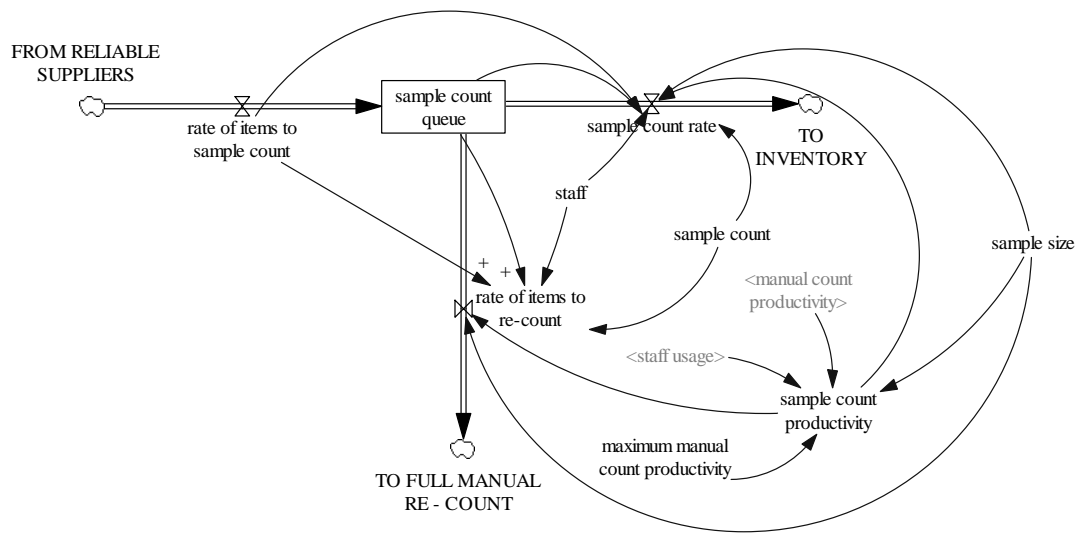 FROM RELIABLE
SUPPLIERS
sample count
queue
rate of items to
sample count
sample count rate
TO
INVENTORY
staff
sample count
sample size
+
+
<manual count
productivity>
rate of items to
re-count
<staff usage>
sample count
productivity
maximum manual
count productivity
TO FULL MANUAL
RE - COUNT